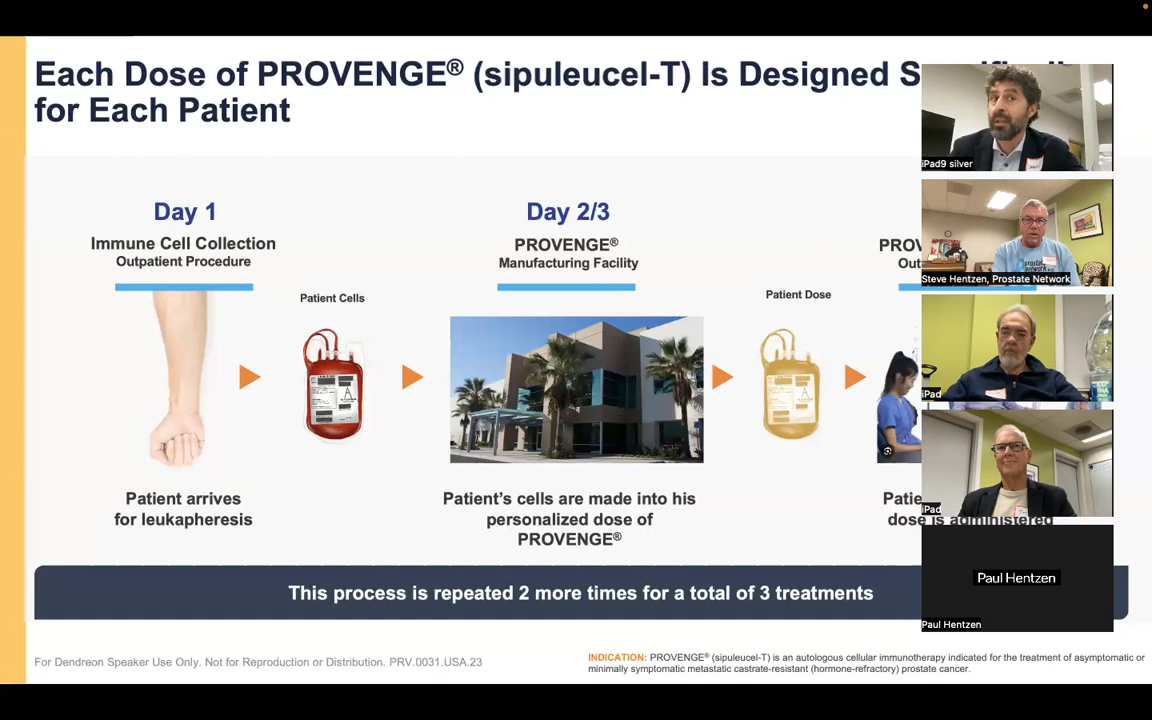 Each Dose of PROVENGE® (sipuleucel-T) Is Designed
for Each Patient
iPad9 silver
Day 1
Immune Cell Collection
Outpatient Procedure
Patient Cells
Day 2/3
PROVENGE®
Manufacturing Facility
Patient Dose
Steve Hentzen, Prostate Network
iPad
Patient arrives
for leukapheresis
Patient's cells are made into his
personalized dose of
PROVENGE®
dose is administered
iPad
Paul Hentzen
Paul Hentzen
This process is repeated 2 more times for a total of 3 treatments
For Dendreon Speaker Use Only. Not for Reproduction or Distribution. PRV.0031.USA.23
INDICATION: PROVENGE® (sipuleucel-T) is an autologous cellular immunotherapy indicated for the treatment of asymptomatic or
minimally symptomatic metastatic castrate-resistant (hormone-refractory) prostate cancer.